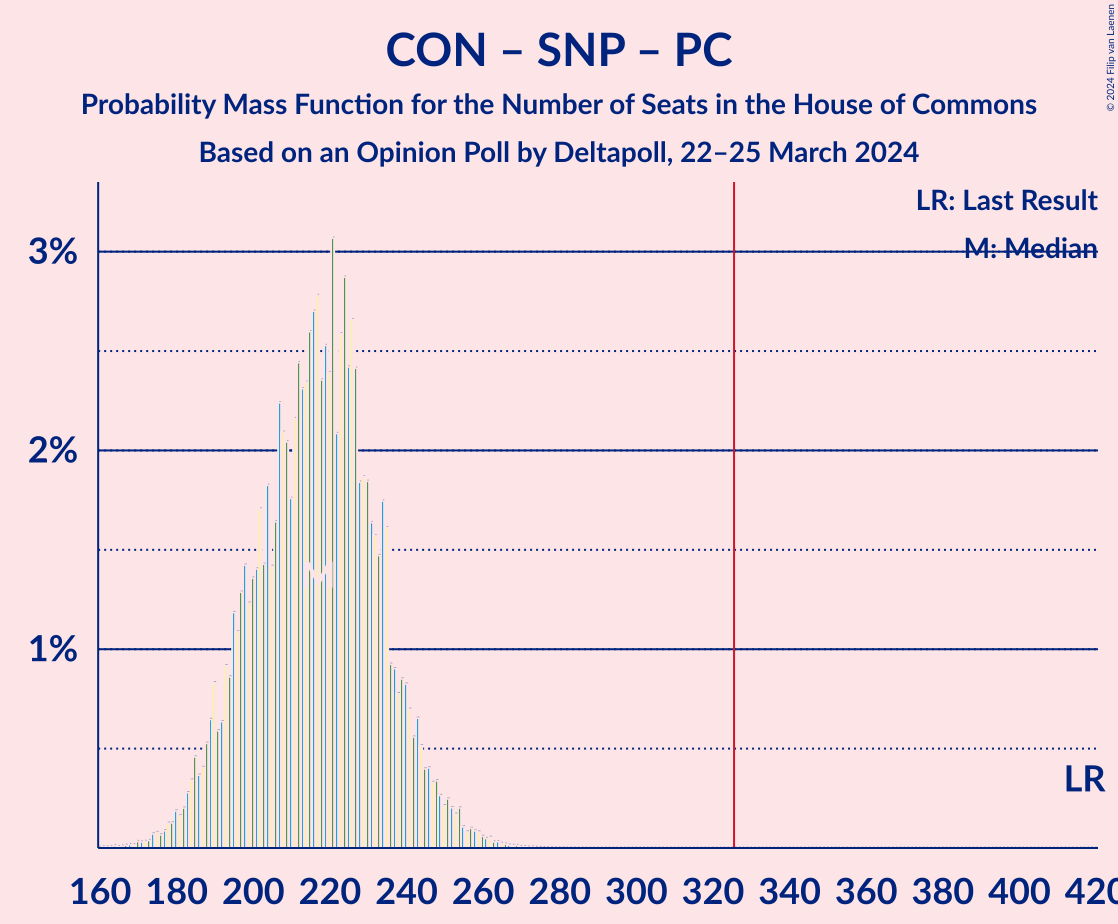 CON – SNP – PC
Probability Mass Function for the Number of Seats in the House of Commons
Based on an Opinion Poll by Deltapoll, 22–25 March 2024
© 2024 Filip van Laenen
LR: Last Result
M: Median
3%
2%
1%
LR
160 180 200 220 240 260 280 300 320 340 360 380 400 420